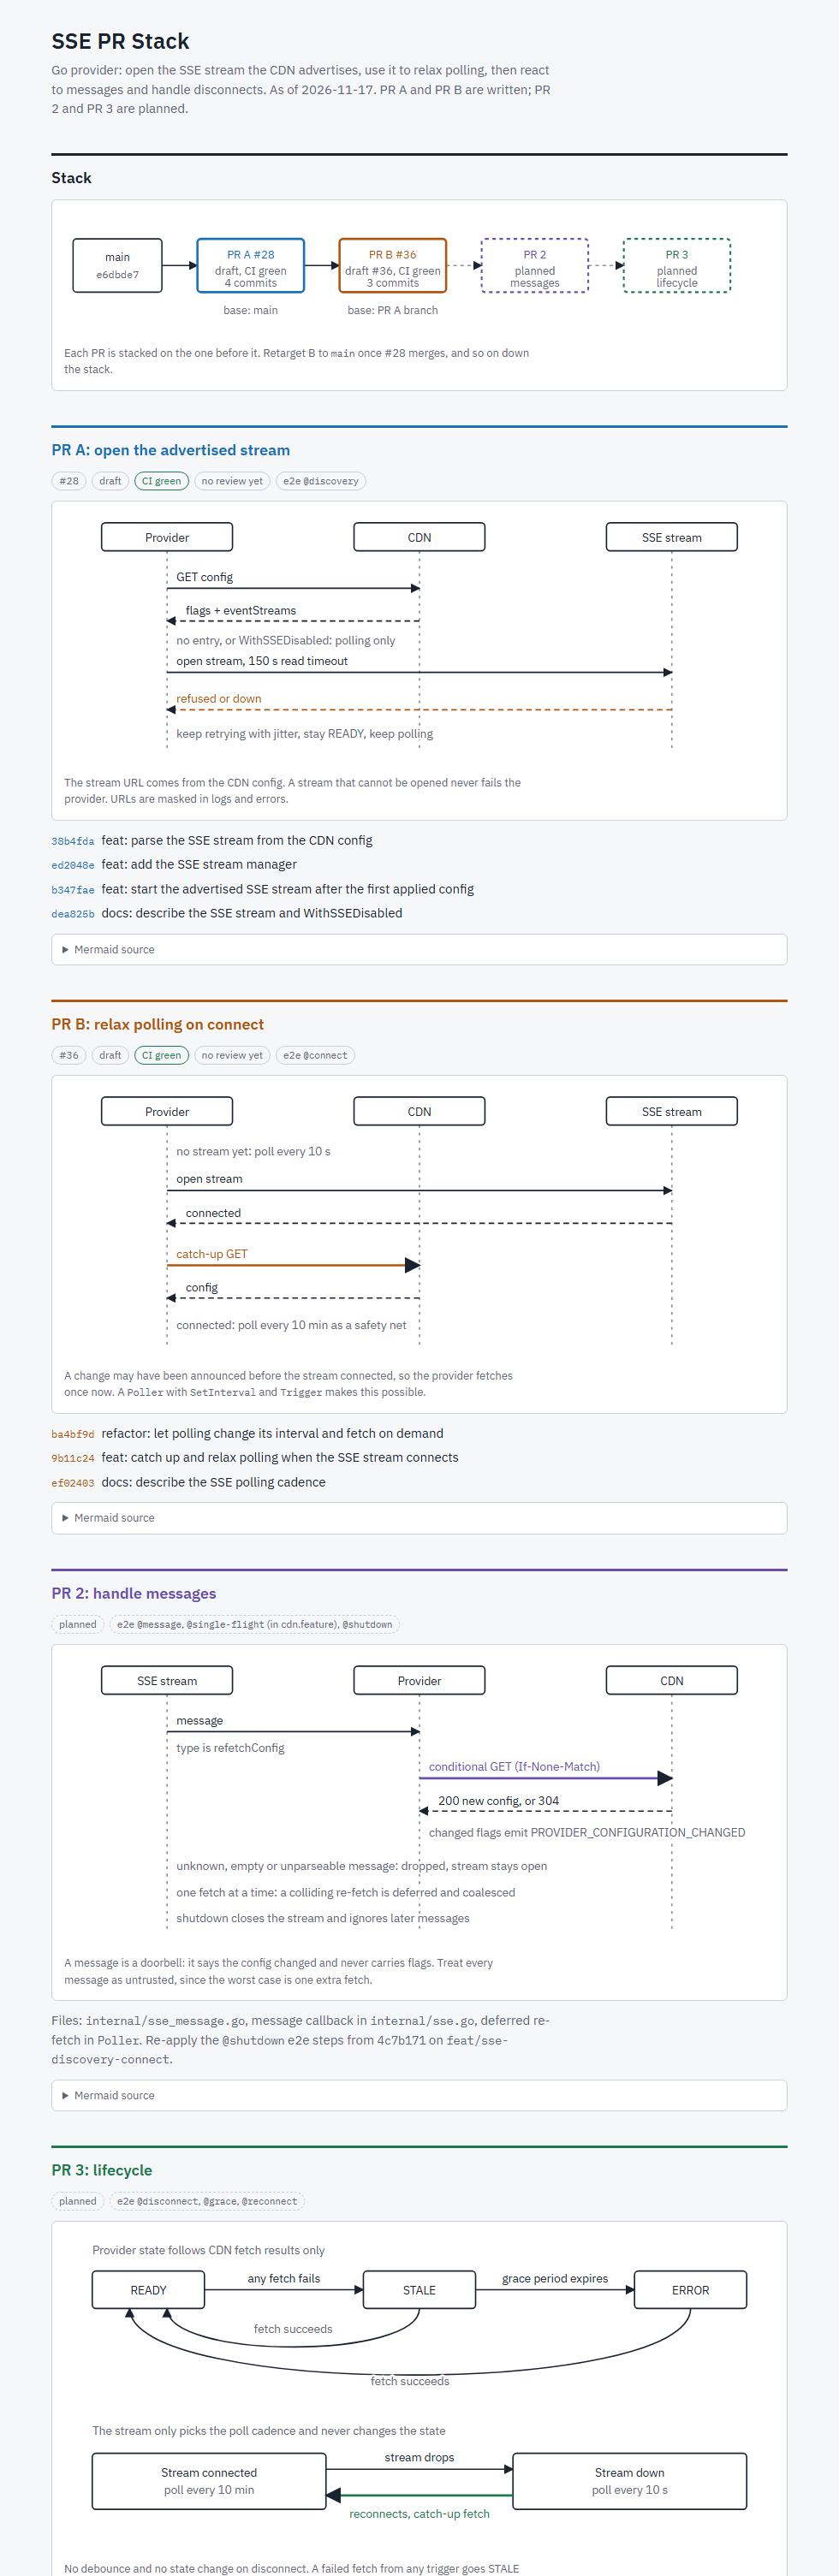 SSE PR Stack
Go provider: open the SSE stream the CDN advertises, use it to relax polling, then react
to messages and handle disconnects. As of 2026-11-17. PR A and PR B are written; PR
2 and PR 3 are planned.
Stack
main
e6dbde7
PR A #28
draft, CI green
4 commits
base: main
PR B #36
draft #36, CI green
3 commits
base: PR A branch
PR 2
planned
messages
PR 3
planned
lifecycle
Each PR is stacked on the one before it. Retarget B to main once #28 merges, and so on down
the stack.
PR A: open the advertised stream
#28 draft CI green no review yet e2e @discovery
Provider CDN SSE stream
GET config
flags + eventStreams
no entry, or WithSSEDisabled: polling only
open stream, 150 s read timeout
refused or down
keep retrying with jitter, stay READY, keep polling
The stream URL comes from the CDN config. A stream that cannot be opened never fails the
provider. URLs are masked in logs and errors.
38b4fda feat: parse the SSE stream from the CDN config
ed2048e feat: add the SSE stream manager
b347fae feat: start the advertised SSE stream after the first applied config
dea825b docs: describe the SSE stream and WithSSEDisabled
▶ Mermaid source
PR B: relax polling on connect
#36 draft CI green no review yet e2e @connect
Provider CDN SSE stream
no stream yet: poll every 10 s
open stream
connected
catch-up GET
config
connected: poll every 10 min as a safety net
A change may have been announced before the stream connected, so the provider fetches
once now. A Poller with SetInterval and Trigger makes this possible.
ba4bf9d refactor: let polling change its interval and fetch on demand
9b11c24 feat: catch up and relax polling when the SSE stream connects
ef02403 docs: describe the SSE polling cadence
▶ Mermaid source
PR 2: handle messages
planned e2e @message, @single-flight (in cdn.feature), @shutdown
SSE stream Provider CDN
message
type is refetchConfig
conditional GET (If-None-Match)
200 new config, or 304
changed flags emit PROVIDER_CONFIGURATION_CHANGED
unknown, empty or unparseable message: dropped, stream stays open
one fetch at a time: a colliding re-fetch is deferred and coalesced
shutdown closes the stream and ignores later messages
A message is a doorbell: it says the config changed and never carries flags. Treat every
message as untrusted, since the worst case is one extra fetch.
Files: internal/sse_message.go, message callback in internal/sse.go, deferred re-
fetch in Poller. Re-apply the @shutdown e2e steps from 4c7b171 on feat/sse-
discovery-connect.
▶ Mermaid source
PR 3: lifecycle
planned e2e @disconnect, @grace, @reconnect
Provider state follows CDN fetch results only
READY any fetch fails STALE grace period expires ERROR
fetch succeeds
fetch succeeds
The stream only picks the poll cadence and never changes the state
Stream connected
poll every 10 min
stream drops
reconnects, catch-up fetch
Stream down
poll every 10 s
No debounce and no state change on disconnect. A failed fetch from any trigger goes STALE